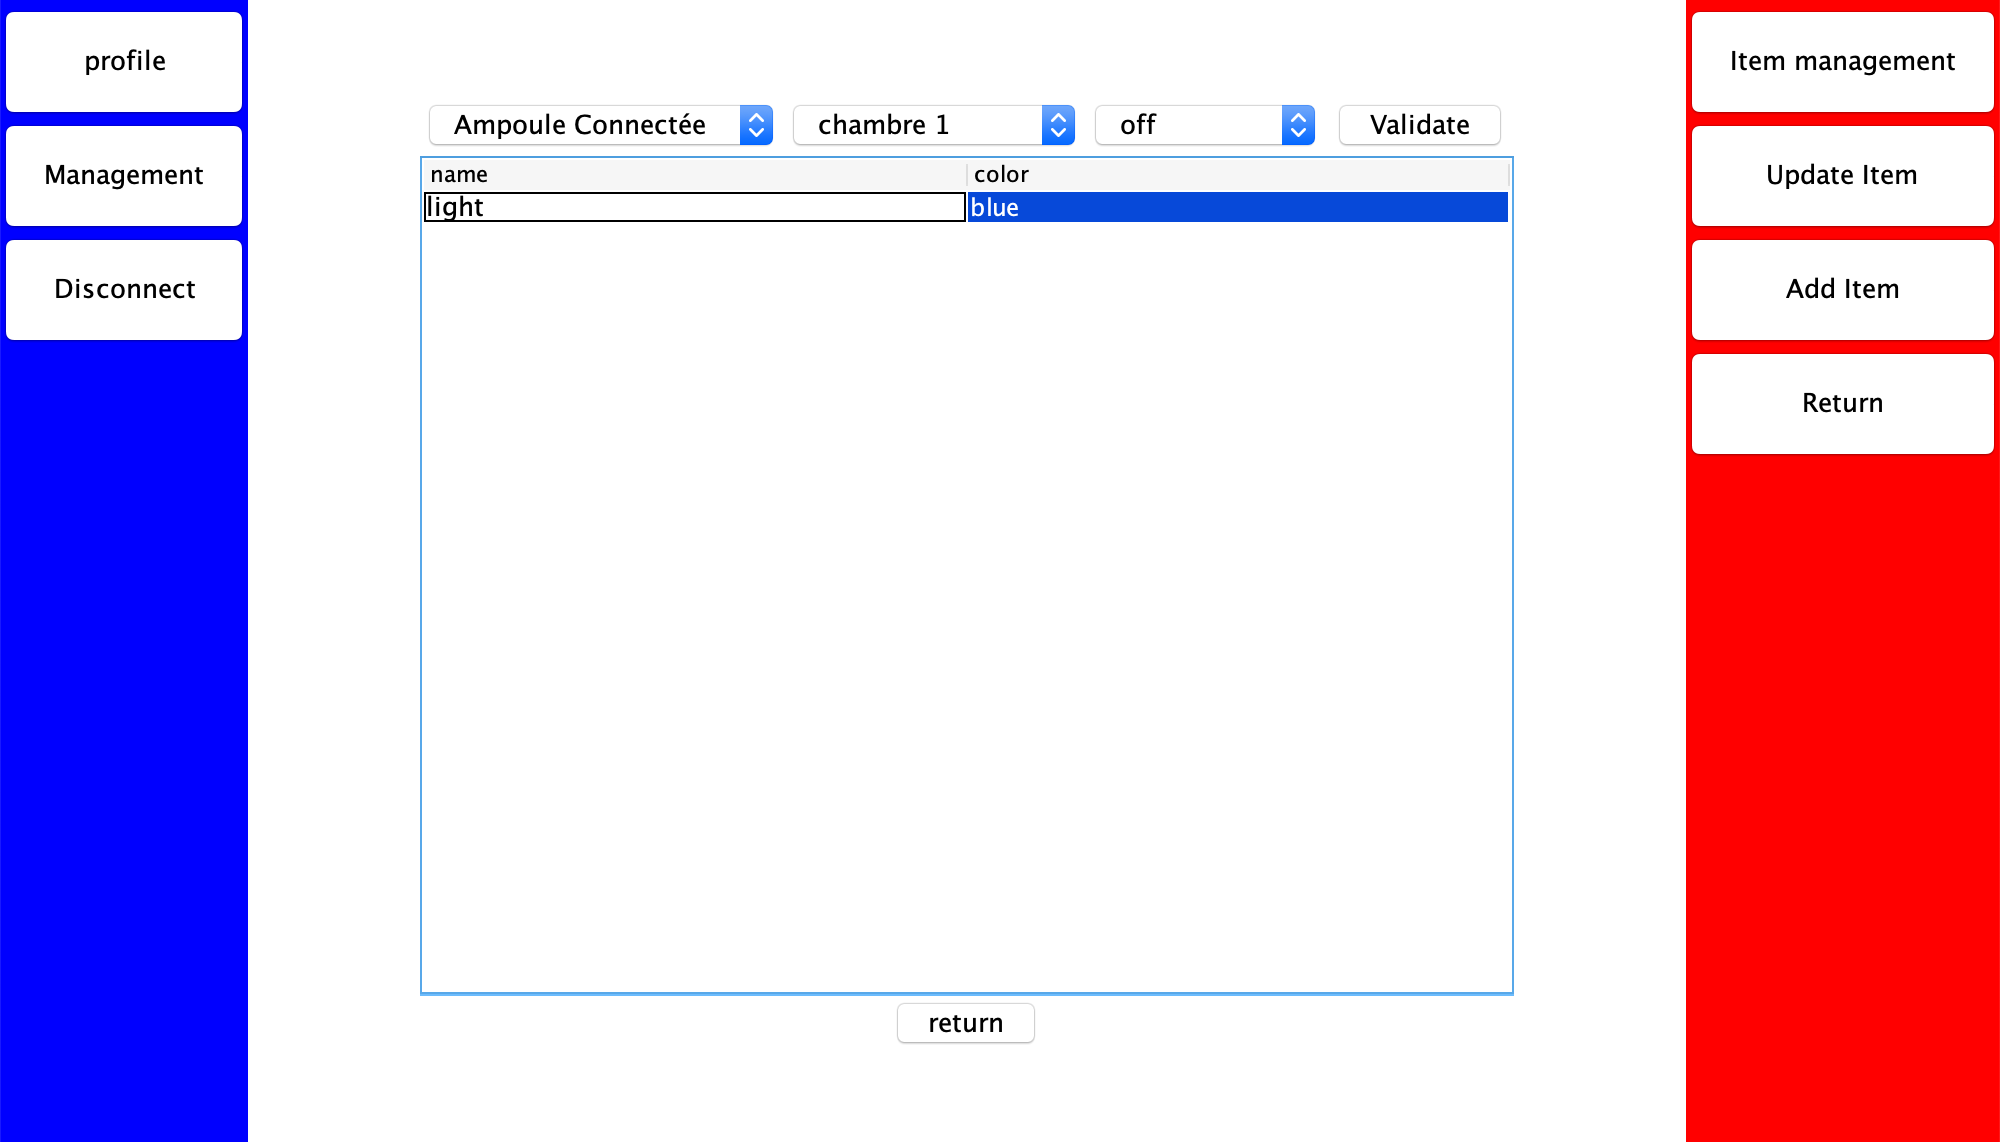 profile
Management
Disconnect
Ampoule Connectée
chambre 1
off
Validate
name color
light blue
return
Item management
Update Item
Add Item
Return